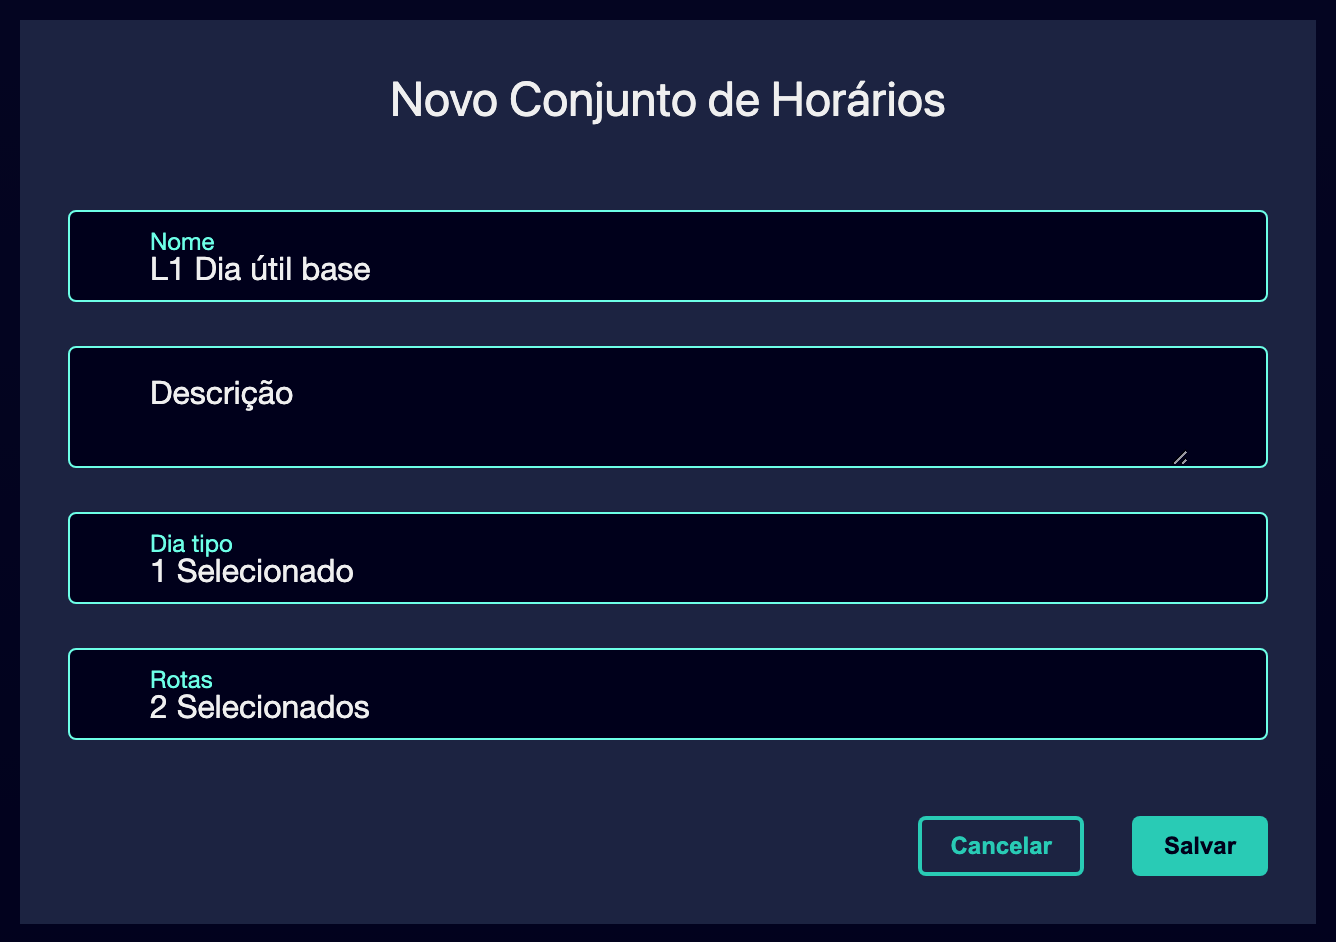 Novo Conjunto de Horários
Nome
L1 Dia útil base
Descrição
Dia tipo
1 Selecionado
Rotas
2 Selecionados
Cancelar
Salvar